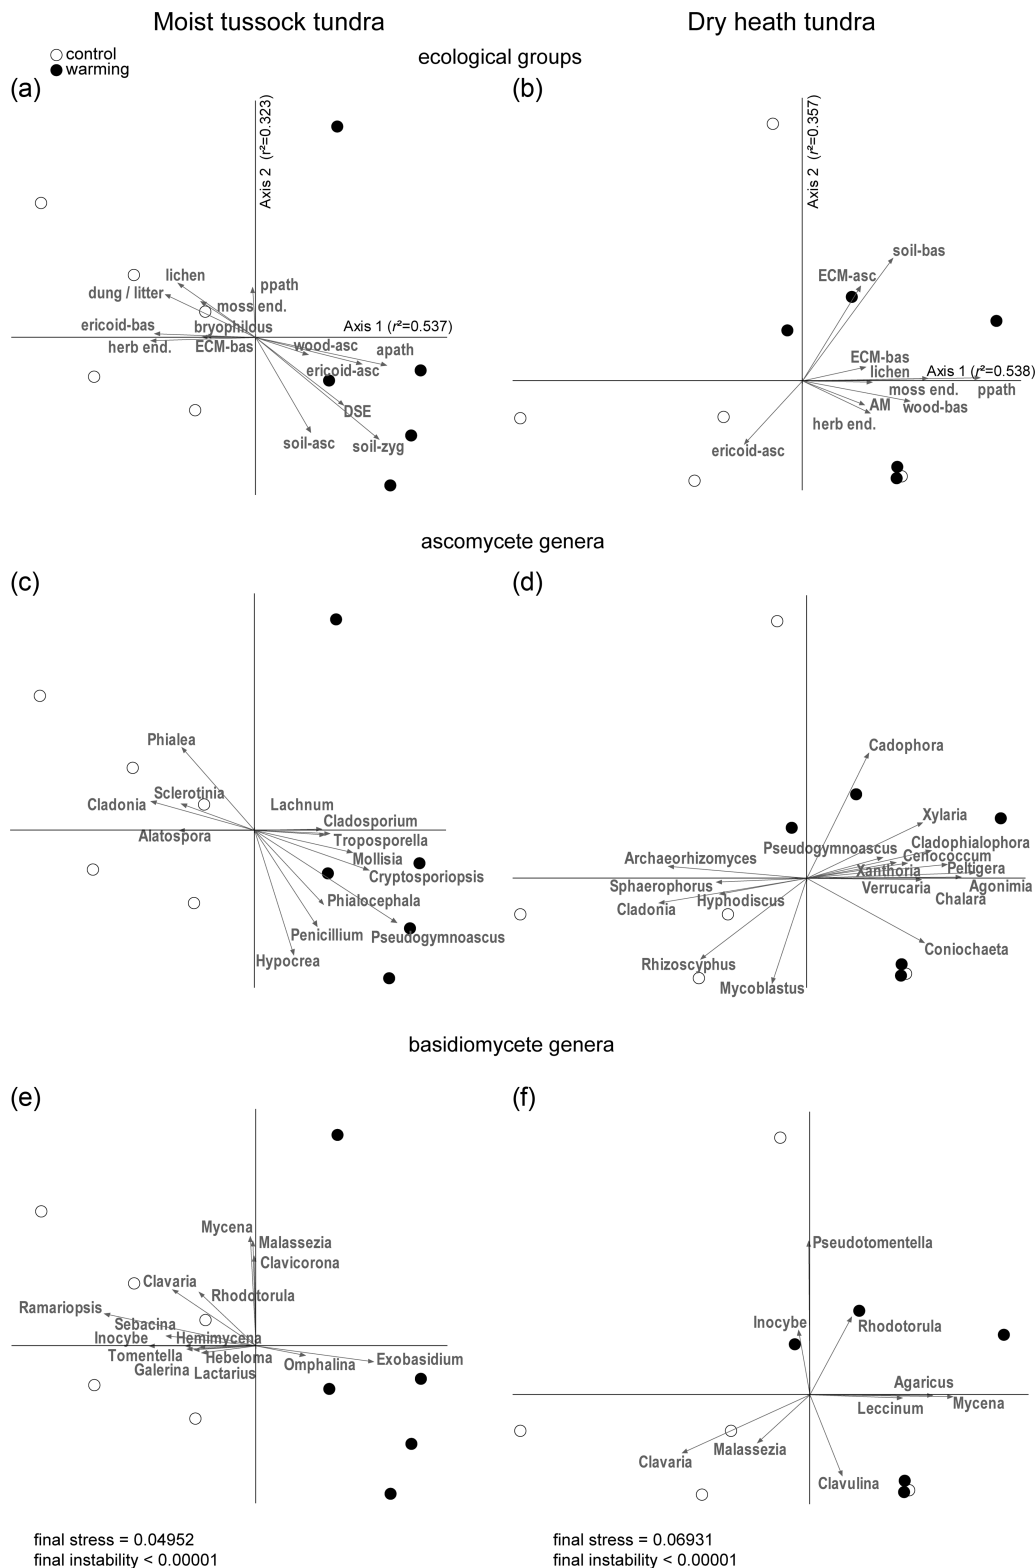 Moist tussock tundra
Dry heath tundra
control
warming
ecological groups
(a)
Axis 2 (r²=0.323)
lichen
dung / litter
ppath
moss end.
ericoid-bas
bryophilous
Axis 1 (r²=0.537)
herb end.
ECM-bas
wood-asc
apath
ericoid-asc
DSE
soil-asc
soil-zyg
(b)
Axis 2 (r²=0.357)
soil-bas
ECM-asc
ECM-bas
lichen
Axis 1 (r²=0.538)
moss end.
ppath
AM
wood-bas
herb end.
ericoid-asc
ascomycete genera
(c)
Phialea
Sclerotinia
Cladonia
Lachnum
Cladosporium
Alatospora
Troposporella
Mollisia
Cryptosporiopsis
Phialocephala
Penicillium
Pseudogymnoascus
Hypocrea
(d)
Cadophora
Xylaria
Pseudogymnoascus
Cladophialophora
Cenococcum
Archaeorhizomyces
Xanthoria
Peltigera
Sphaerophorus
Verrucaria
Agonimia
Hyphodiscus
Chalara
Cladonia
Coniochaeta
Rhizoscyphus
Mycoblastus
basidiomycete genera
(e)
Mycena
Malassezia
Clavicorona
Clavaria
Rhodotorula
Ramariopsis
Sebacina
Inocybe
Hemimycena
Tomentella
Hebeloma
Galerina
Lactarius
Omphalina
Exobasidium
(f)
Pseudotomentella
Inocybe
Rhodotorula
Agaricus
Leccinum
Mycena
Malassezia
Clavaria
Clavulina
final stress = 0.04952
final instability < 0.00001
final stress = 0.06931
final instability < 0.00001